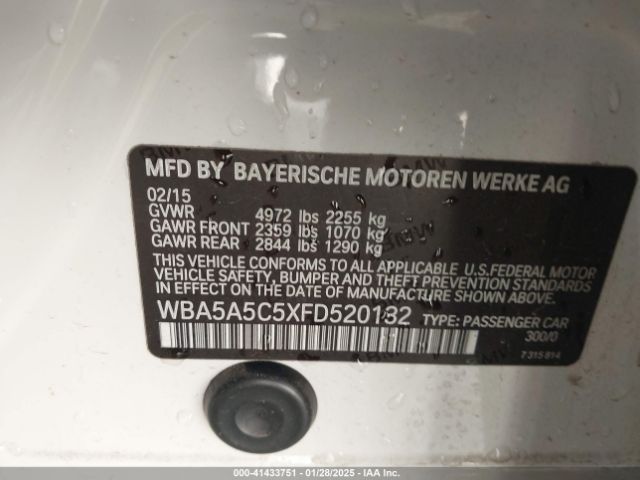 MFD BY BAYERISCHE MOTOREN WERKE AG
02/15
GVWR 4972 lbs 2255 kg
GAWR FRONT 2359 lbs 1070 kg
GAWR REAR 2844 lbs 1290 kg
THIS VEHICLE CONFORMS TO ALL APPLICABLE U.S.FEDERAL MOTOR
VEHICLE SAFETY, BUMPER, AND THEFT PREVENTION STANDARDS
IN EFFECT ON THE DATE OF MANUFACTURE SHOWN ABOVE.
WBA5A5C5XFD520132 TYPE: PASSENGER CAR
300/0
7315814
000-41433751 | 01/28/2025 - IAA Inc.